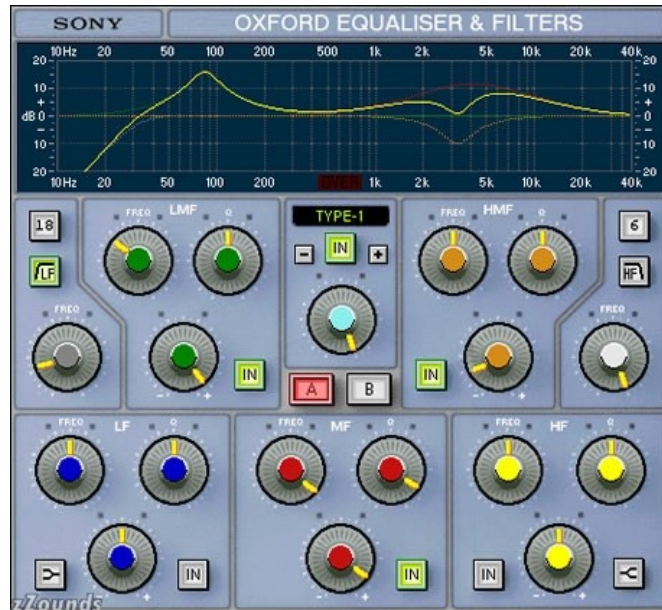 SONY OXFORD EQUALISER & FILTERS
10Hz 20 50 100 200 500 1k 2k 5k 10k 20k 40k
20 20
10 10
+ +
dB 0 0
− −
10 10
20 20
10Hz 20 50 100 200 OVER 1k 2k 5k 10k 20k 40k
18 FREQ LMF Q TYPE-1 FREQ HMF Q 6
LF − IN + HF
FREQ FREQ
IN IN
− + − +
A B
FREQ LF Q FREQ MF Q FREQ HF Q
IN IN IN
− + − + − +
zZounds